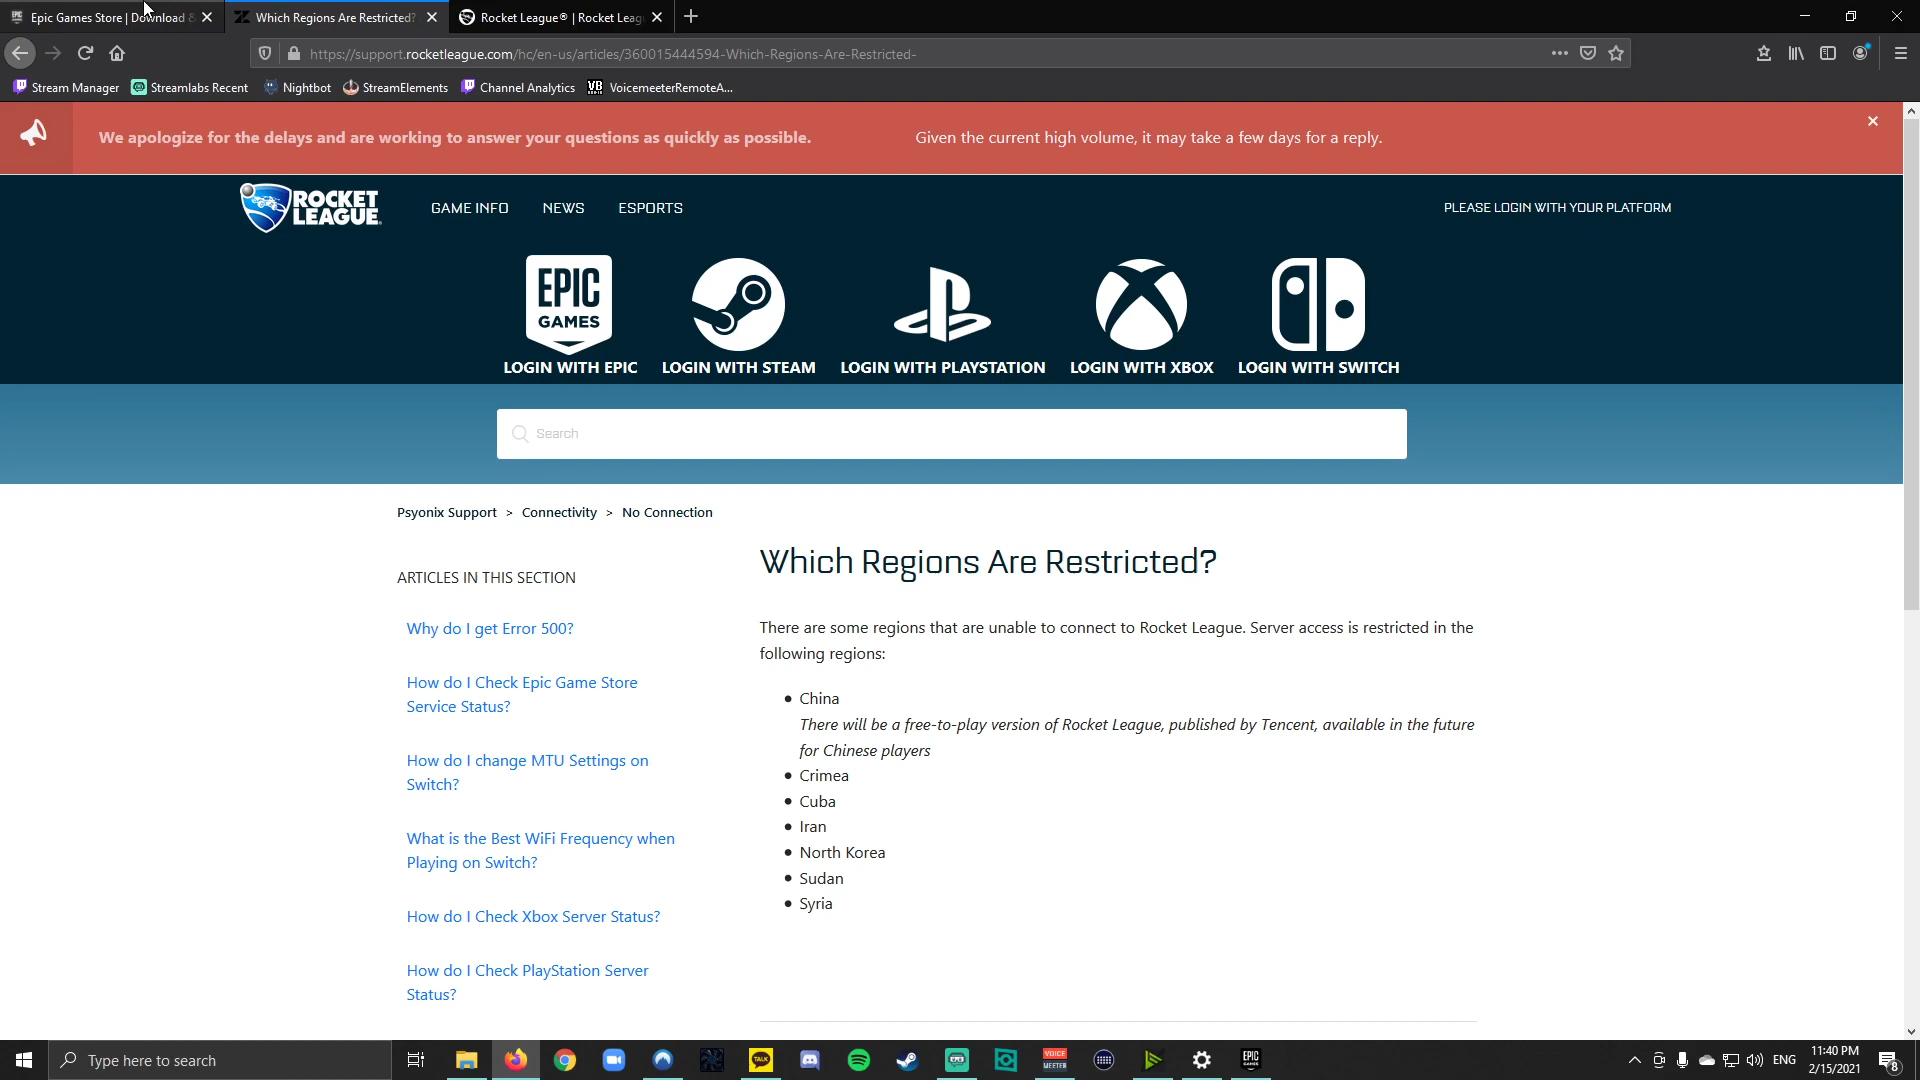 Epic Games Store | Download &
Which Regions Are Restricted?
Rocket League® | Rocket Leag
https://support.rocketleague.com/hc/en-us/articles/360015444594-Which-Regions-Are-Restricted-
Stream Manager
Streamlabs Recent
Nightbot
StreamElements
Channel Analytics
VB
VoicemeeterRemoteA...
We apologize for the delays and are working to answer your questions as quickly as possible.
Given the current high volume, it may take a few days for a reply.
ROCKET
LEAGUE
GAME INFO
NEWS
ESPORTS
PLEASE LOGIN WITH YOUR PLATFORM
EPIC
GAMES
LOGIN WITH EPIC
LOGIN WITH STEAM
LOGIN WITH PLAYSTATION
LOGIN WITH XBOX
LOGIN WITH SWITCH
Search
Psyonix Support > Connectivity > No Connection
ARTICLES IN THIS SECTION
Why do I get Error 500?
How do I Check Epic Game Store
Service Status?
How do I change MTU Settings on
Switch?
What is the Best WiFi Frequency when
Playing on Switch?
How do I Check Xbox Server Status?
How do I Check PlayStation Server
Status?
Which Regions Are Restricted?
There are some regions that are unable to connect to Rocket League. Server access is restricted in the
following regions:
• China
There will be a free-to-play version of Rocket League, published by Tencent, available in the future
for Chinese players
• Crimea
• Cuba
• Iran
• North Korea
• Sudan
• Syria
Type here to search
TALK
VOICE
MEETER
EPIC
GAMES
ENG
11:40 PM
2/15/2021
8